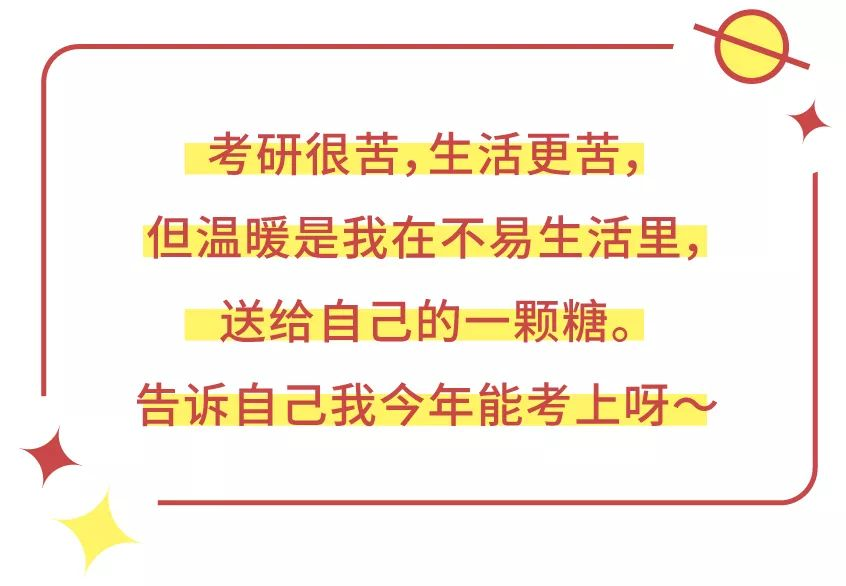 考研很苦，生活更苦，
但温暖是我在不易生活里，
送给自己的一颗糖。
告诉自己我今年能考上呀～